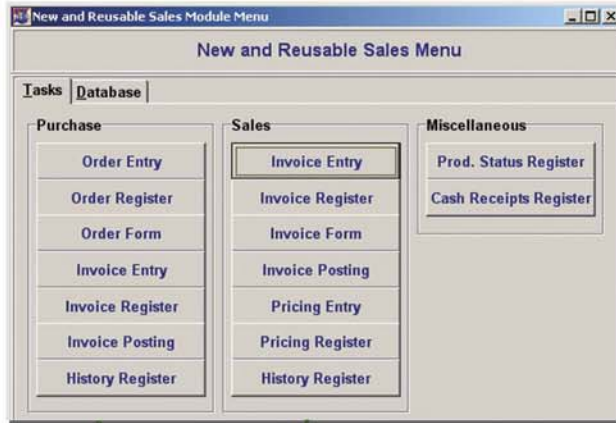 New and Reusable Sales Module Menu
New and Reusable Sales Menu
Tasks
Database
Purchase
Order Entry
Order Register
Order Form
Invoice Entry
Invoice Register
Invoice Posting
History Register
Sales
Invoice Entry
Invoice Register
Invoice Form
Invoice Posting
Pricing Entry
Pricing Register
History Register
Miscellaneous
Prod. Status Register
Cash Receipts Register